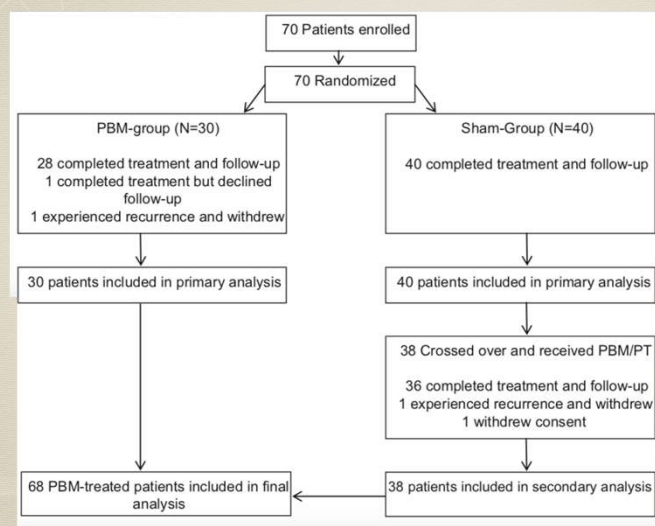 70 Patients enrolled
70 Randomized
PBM-group (N=30)
28 completed treatment and follow-up
1 completed treatment but declined
follow-up
1 experienced recurrence and withdrew
Sham-Group (N=40)
40 completed treatment and follow-up
30 patients included in primary analysis
40 patients included in primary analysis
38 Crossed over and received PBM/PT
36 completed treatment and follow-up
1 experienced recurrence and withdrew
1 withdrew consent
68 PBM-treated patients included in final
analysis
38 patients included in secondary analysis